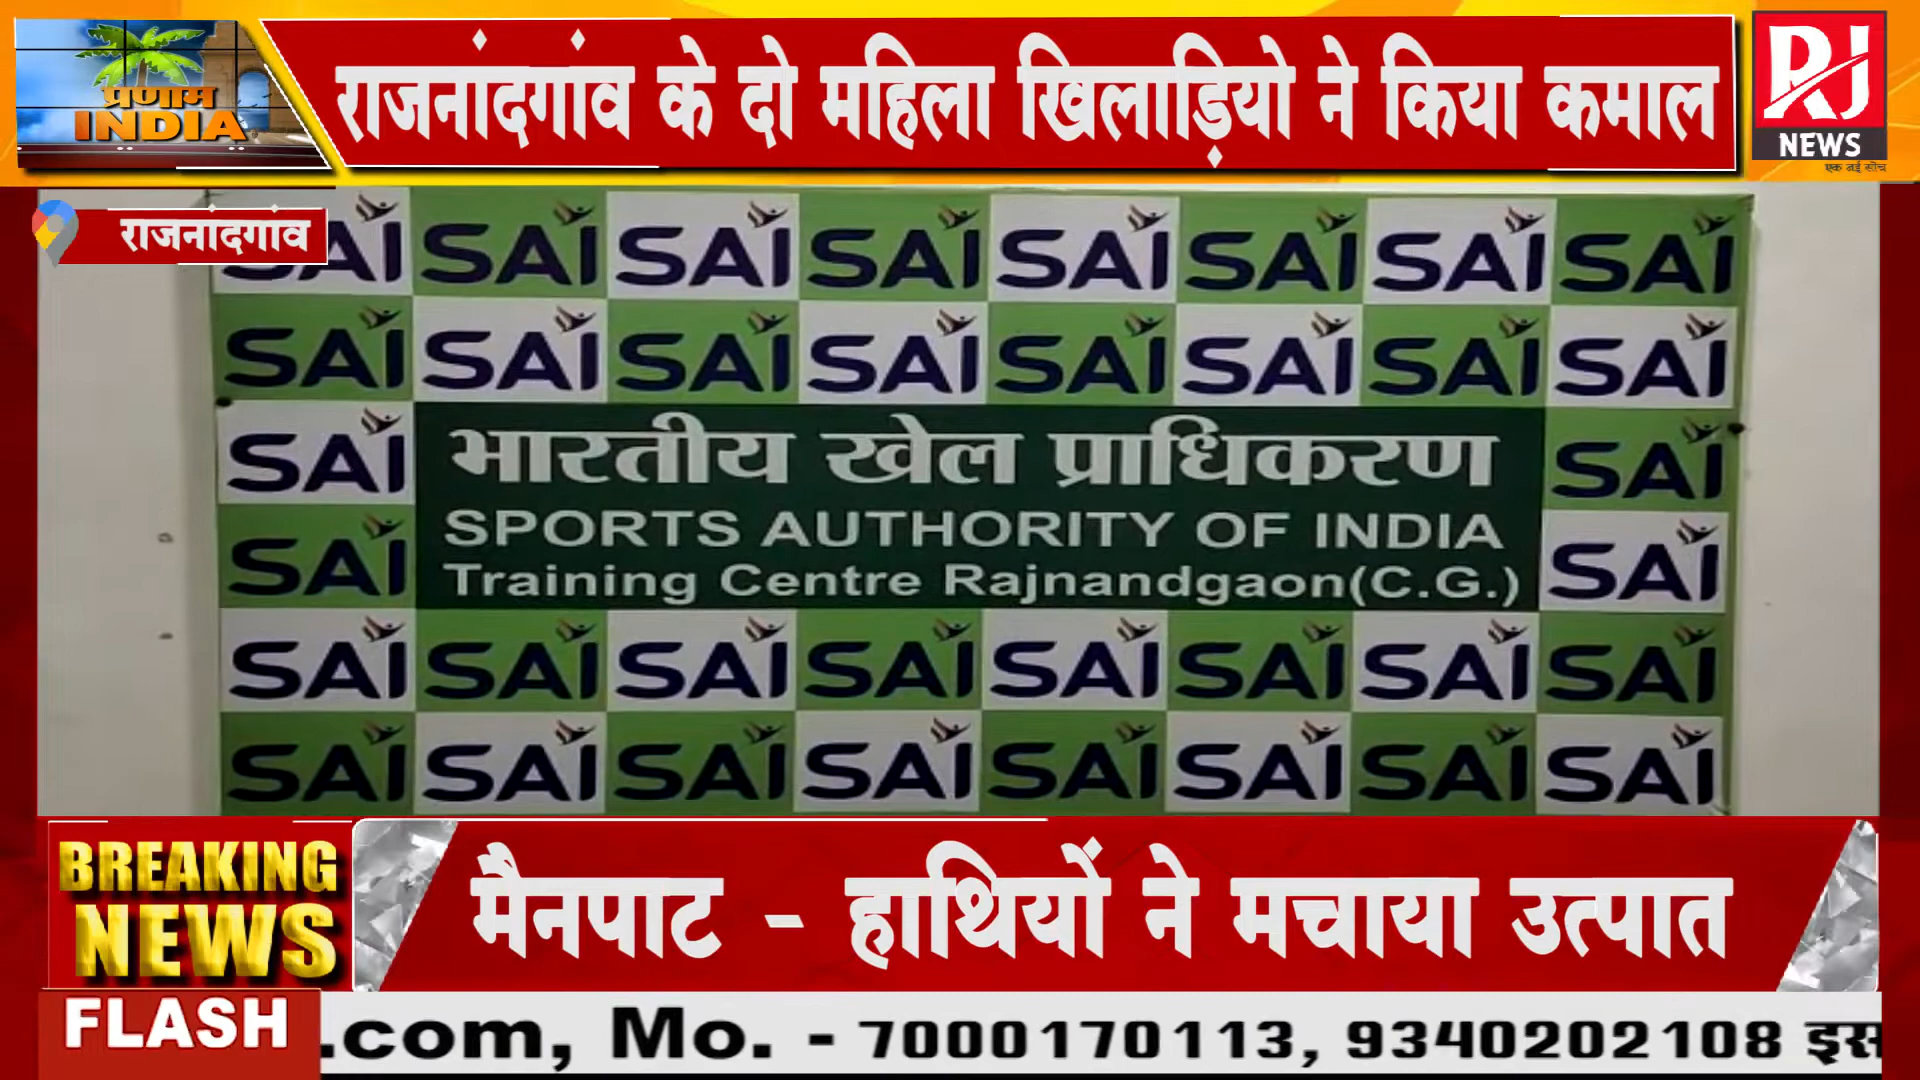 प्रणाम
INDIA
राजनांदगांव के दो महिला खिलाड़ियो ने किया कमाल
RJ
NEWS
एक नई सोच
राजनांदगांव
SAI SAI SAI SAI SAI SAI SAI SAI
SAI SAI SAI SAI SAI SAI SAI SAI
SAI भारतीय खेल प्राधिकरण SAI
SPORTS AUTHORITY OF INDIA
SAI Training Centre Rajnandgaon(C.G.) SAI
SAI SAI SAI SAI SAI SAI SAI SAI
SAI SAI SAI SAI SAI SAI SAI SAI
BREAKING
NEWS
मैनपाट - हाथियों ने मचाया उत्पात
FLASH
.com, Mo. - 7000170113, 9340202108 इस